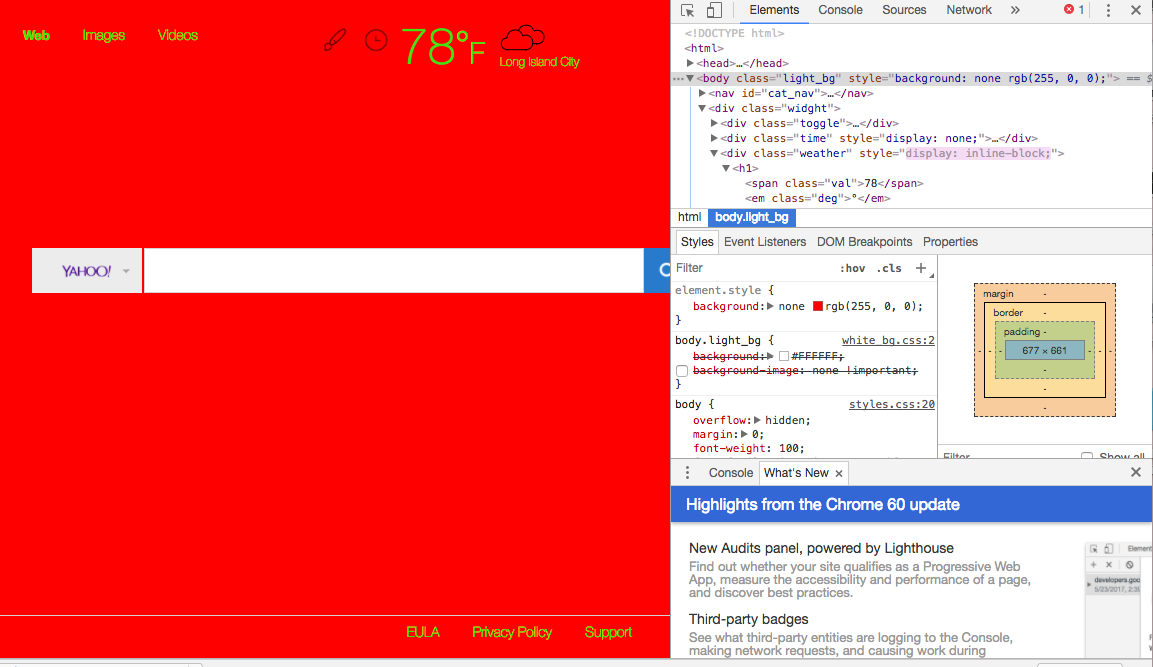 Web Images Videos
78°F
Long Island City
YAHOO!
EULA Privacy Policy Support
Elements Console Sources Network » 1
<!DOCTYPE html>
<html>
<head>…</head>
<body class="light_bg" style="background: none rgb(255, 0, 0);"> == $
<nav id="cat_nav">…</nav>
<div class="widght">
<div class="toggle">…</div>
<div class="time" style="display: none;">…</div>
<div class="weather" style="display: inline-block;">
<h1>
<span class="val">78</span>
<em class="deg">°</em>
html body.light_bg
Styles Event Listeners DOM Breakpoints Properties
Filter :hov .cls +
element.style {
background: none rgb(255, 0, 0);
}
body.light_bg { white_bg.css:2
background: #FFFFFF;
background-image: none !important;
}
body { styles.css:20
overflow: hidden;
margin: 0;
font-weight: 100;
margin -
border -
padding -
- - - 677 × 661 - - -
-
-
-
Filter Show all
Console What's New ×
Highlights from the Chrome 60 update
New Audits panel, powered by Lighthouse
Find out whether your site qualifies as a Progressive Web
App, measure the accessibility and performance of a page,
and discover best practices.
Third-party badges
See what third-party entities are logging to the Console,
making network requests, and causing work during
Element
developers.goo
5/23/2017, 2:3